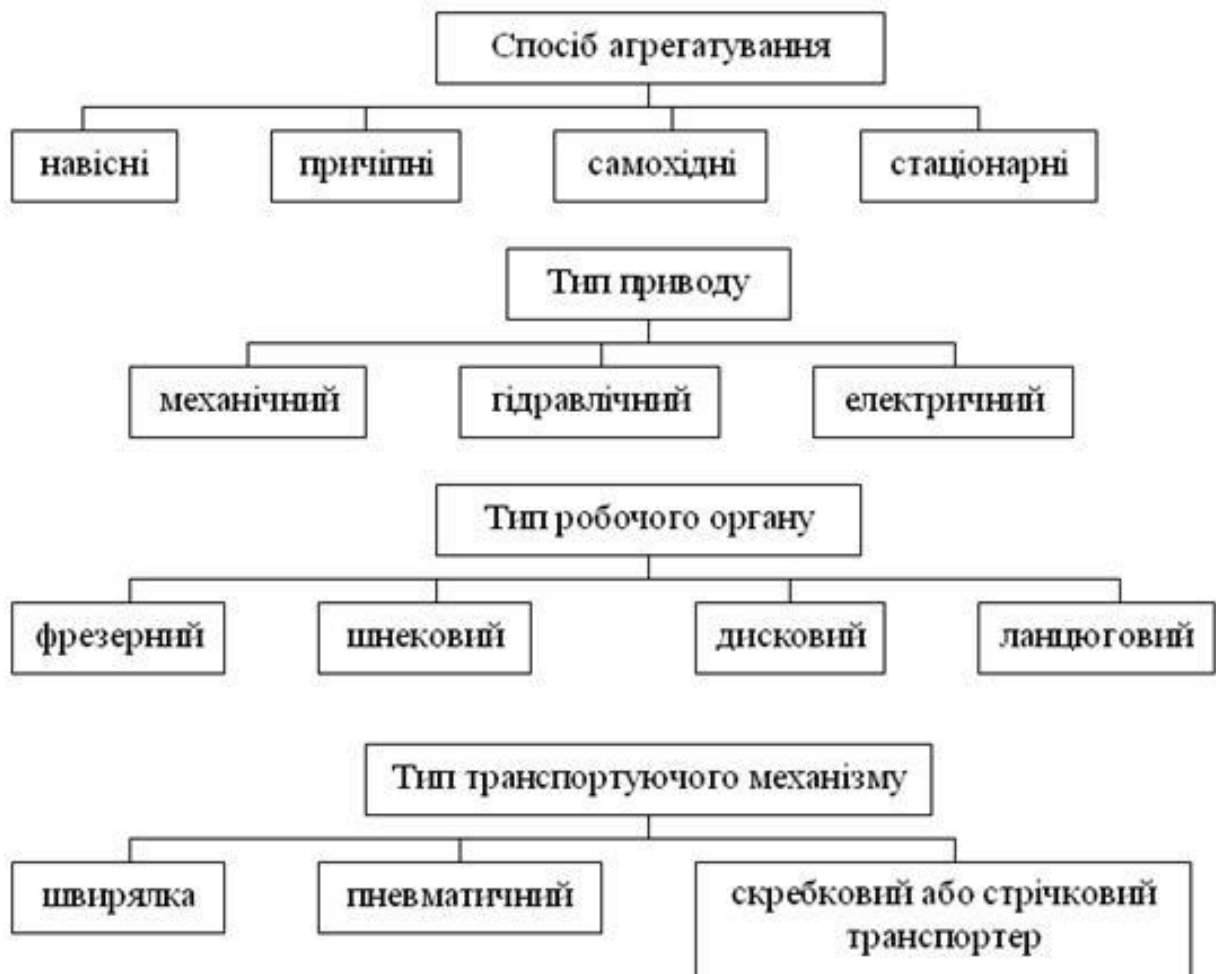 Спосіб агрегатування
навісні причіпні самохідні стаціонарні
Тип приводу
механічний гідравлічний електричний
Тип робочого органу
фрезерний шнековий дисковий ланцюговий
Тип транспортуючого механізму
швирялка пневматичний скребковий або стрічковий
транспортер